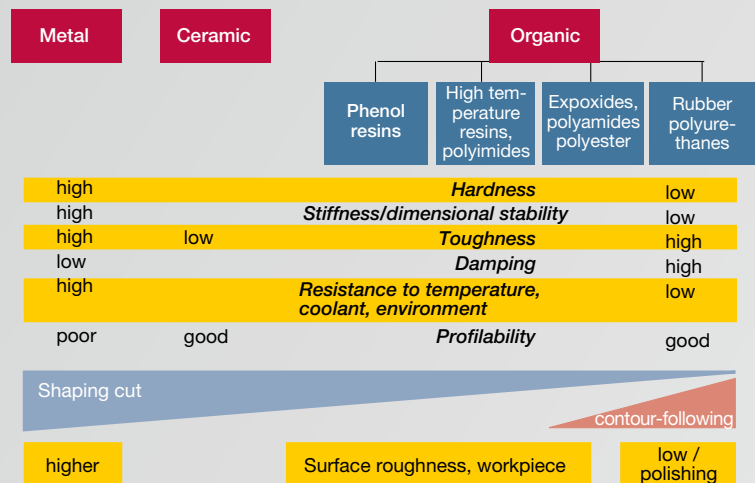 Metal Ceramic Organic
Phenol
resins
High tem-
perature
resins,
polyimides
Expoxides,
polyamides
polyester
Rubber
polyure-
thanes
high Hardness low
high Stiffness/dimensional stability low
high low Toughness high
low Damping high
high Resistance to temperature,
coolant, environment low
poor good Profilability good
Shaping cut
contour-following
higher Surface roughness, workpiece low /
polishing